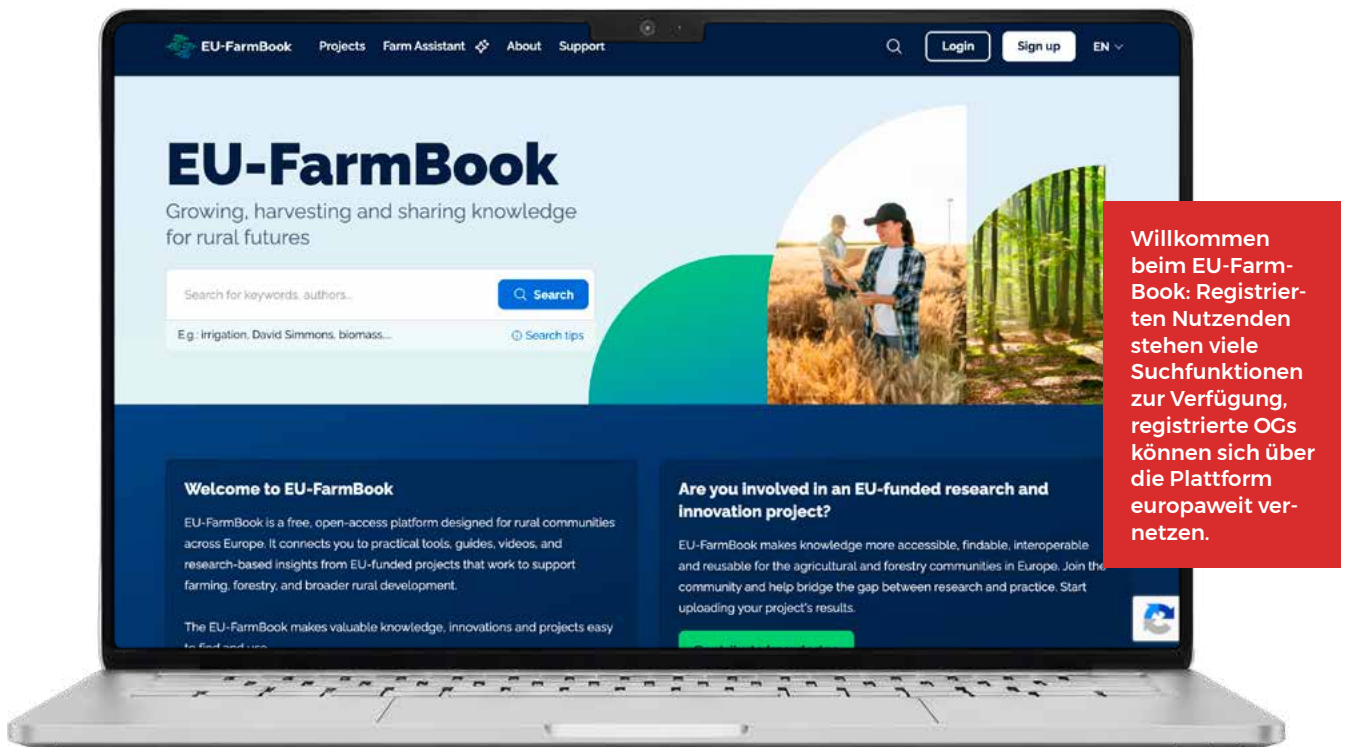 EU-FarmBook Projects Farm Assistant About Support Login Sign up EN
EU-FarmBook
Growing, harvesting and sharing knowledge
for rural futures
Search for keywords, authors...
Search
E.g.: irrigation, David Simmons, biomass...
Search tips
Willkommen
beim EU-Farm-
Book: Registrier-
ten Nutzenden
stehen viele
Suchfunktionen
zur Verfügung,
registrierte OGs
können sich über
die Plattform
europaweit ver-
netzen.
Welcome to EU-FarmBook
EU-FarmBook is a free, open-access platform designed for rural communities
across Europe. It connects you to practical tools, guides, videos, and
research-based insights from EU-funded projects that work to support
farming, forestry, and broader rural development.
The EU-FarmBook makes valuable knowledge, innovations and projects easy
to find and use
Are you involved in an EU-funded research and
innovation project?
EU-FarmBook makes knowledge more accessible, findable, interoperable
and reusable for the agricultural and forestry communities in Europe. Join the
community and help bridge the gap between research and practice. Start
uploading your project's results.